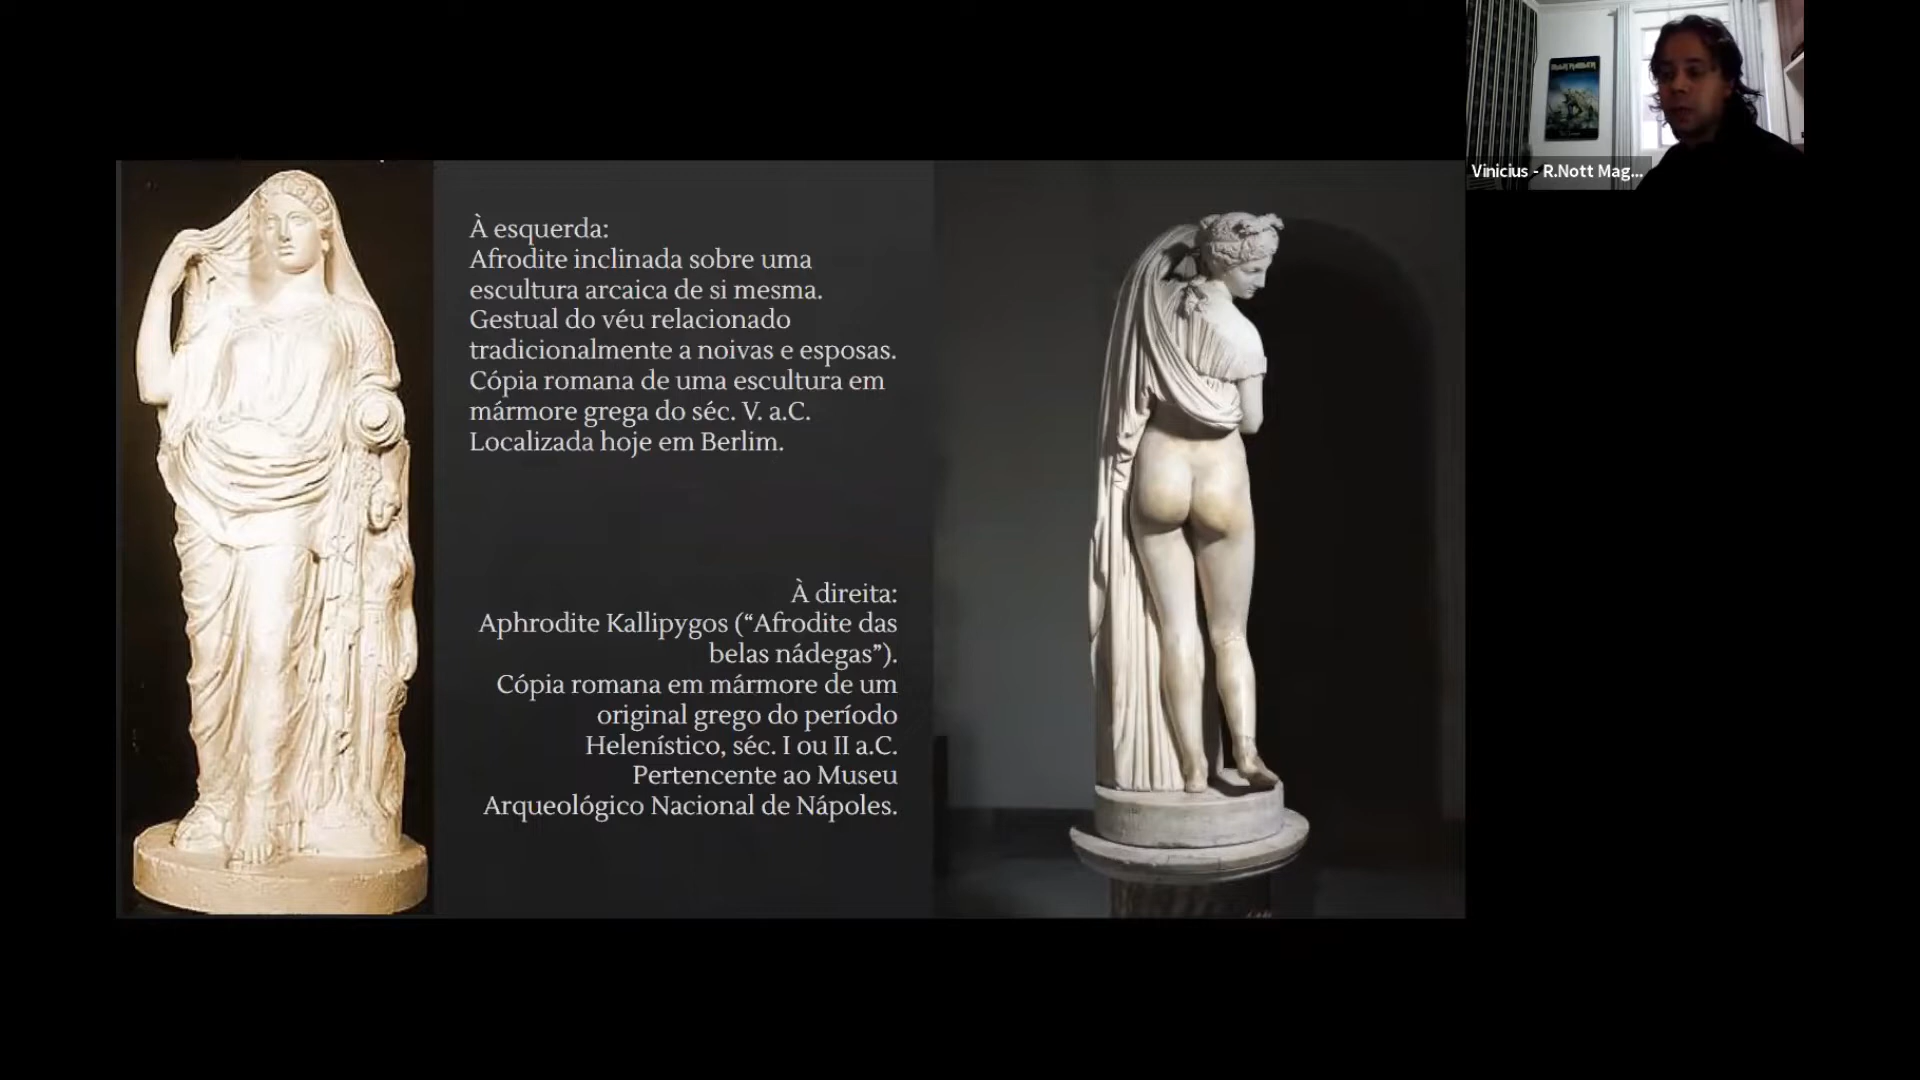 À esquerda:
Afrodite inclinada sobre uma
escultura arcaica de si mesma.
Gestual do véu relacionado
tradicionalmente a noivas e esposas.
Cópia romana de uma escultura em
mármore grega do séc. V. a.C.
Localizada hoje em Berlim.
À direita:
Aphrodite Kallipygos (“Afrodite das
belas nádegas”).
Cópia romana em mármore de um
original grego do período
Helenístico, séc. I ou II a.C.
Pertencente ao Museu
Arqueológico Nacional de Nápoles.
IRON MAIDEN
Vinicius - R.Nott Mag...